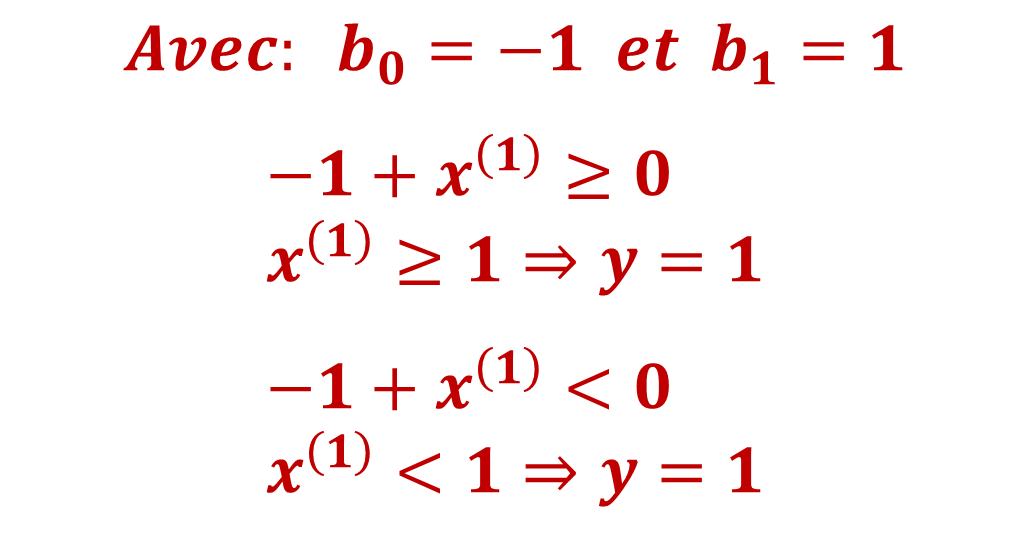 Avec: b₀ = −1 et b₁ = 1
−1 + x⁽¹⁾ ≥ 0
x⁽¹⁾ ≥ 1 ⇒ y = 1
−1 + x⁽¹⁾ < 0
x⁽¹⁾ < 1 ⇒ y = 1